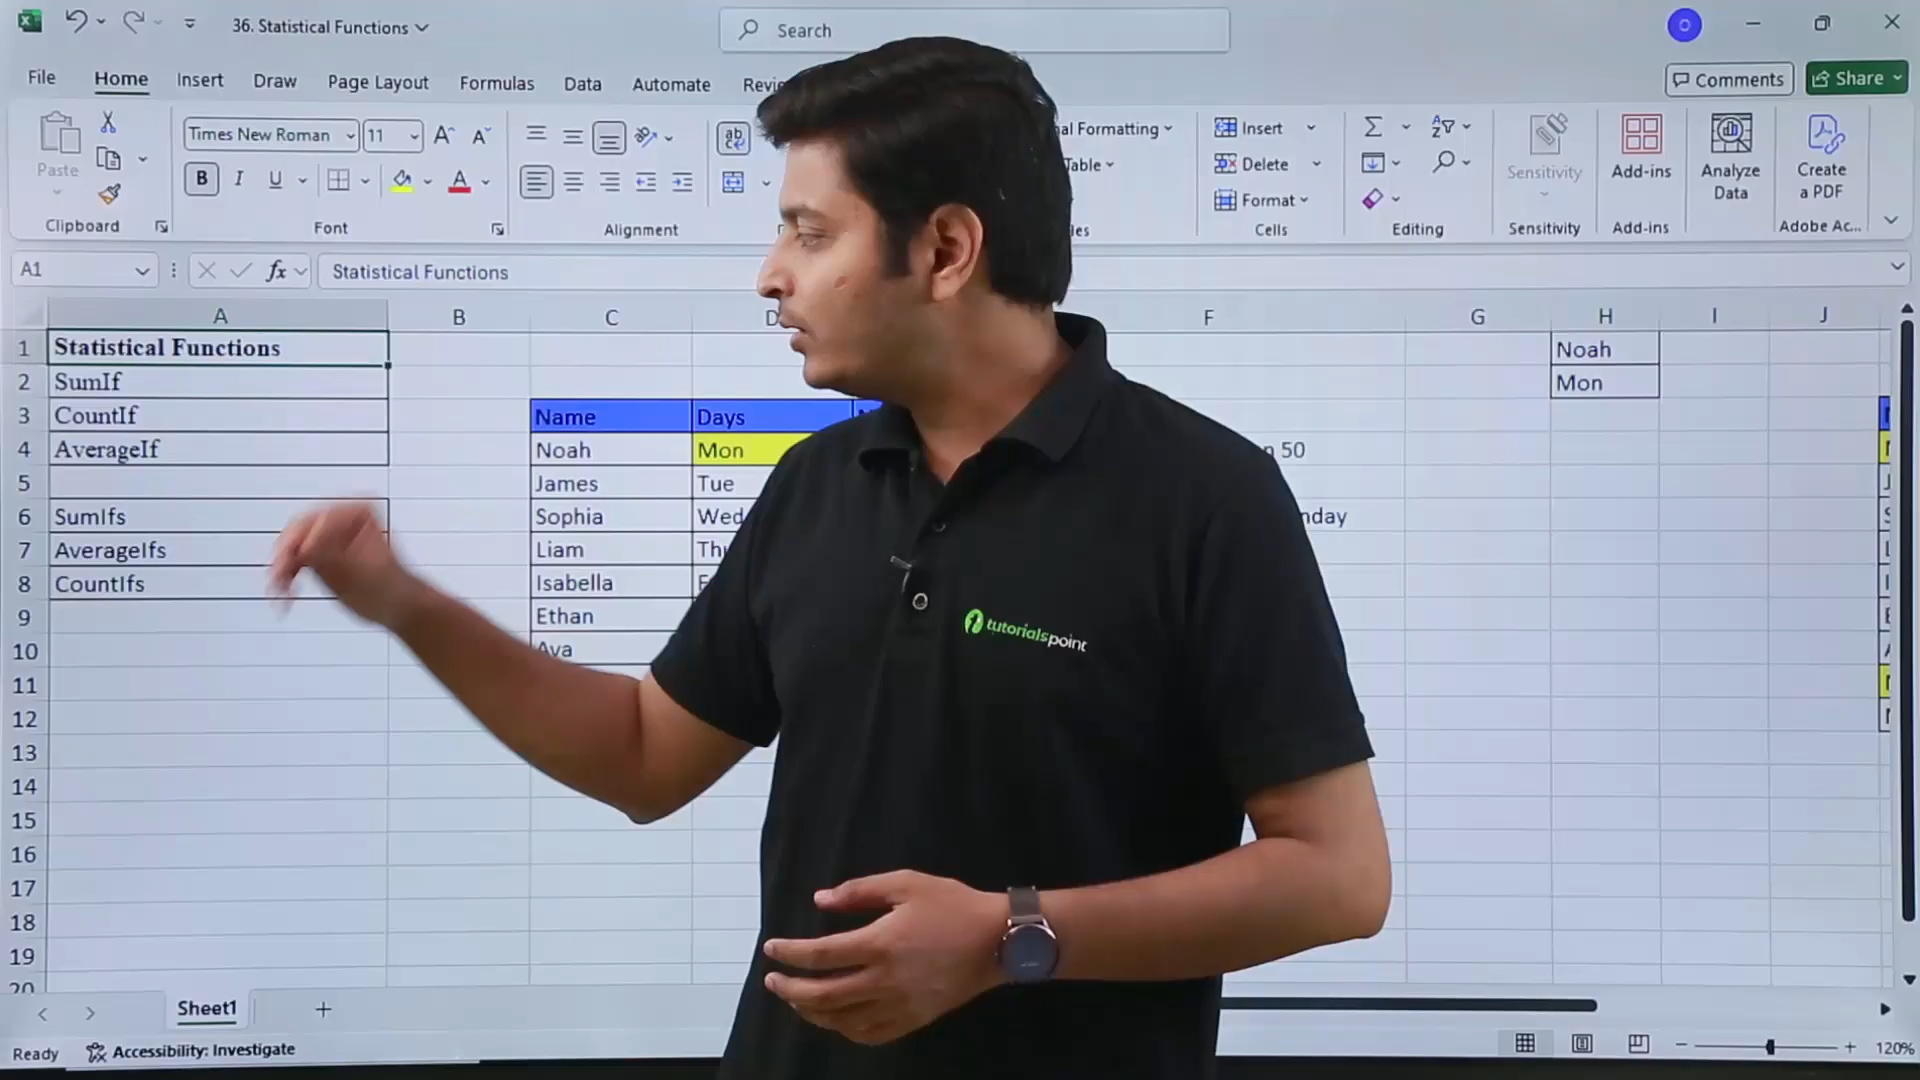 36. Statistical Functions
Search
File Home Insert Draw Page Layout Formulas Data Automate
Comments
Share
Paste
Clipboard
Times New Roman
11
B I U
Font
Alignment
Formatting
Table
Insert
Delete
Format
Cells
Editing
Sensitivity
Sensitivity
Add-ins
Add-ins
Analyze Data
Create a PDF
Adobe Ac...
A1
fx
Statistical Functions
A B C D F G H I J
1 Statistical Functions Noah
2 SumIf Mon
3 CountIf Name Days
4 AverageIf Noah Mon 50
5 James Tue
6 SumIfs Sophia Wed
7 AverageIfs Liam
8 CountIfs Isabella
9 Ethan
10 Ava
11
12
13
14
15
16
17
18
19
20
tutorialspoint
Sheet1
Ready
Accessibility: Investigate
120%